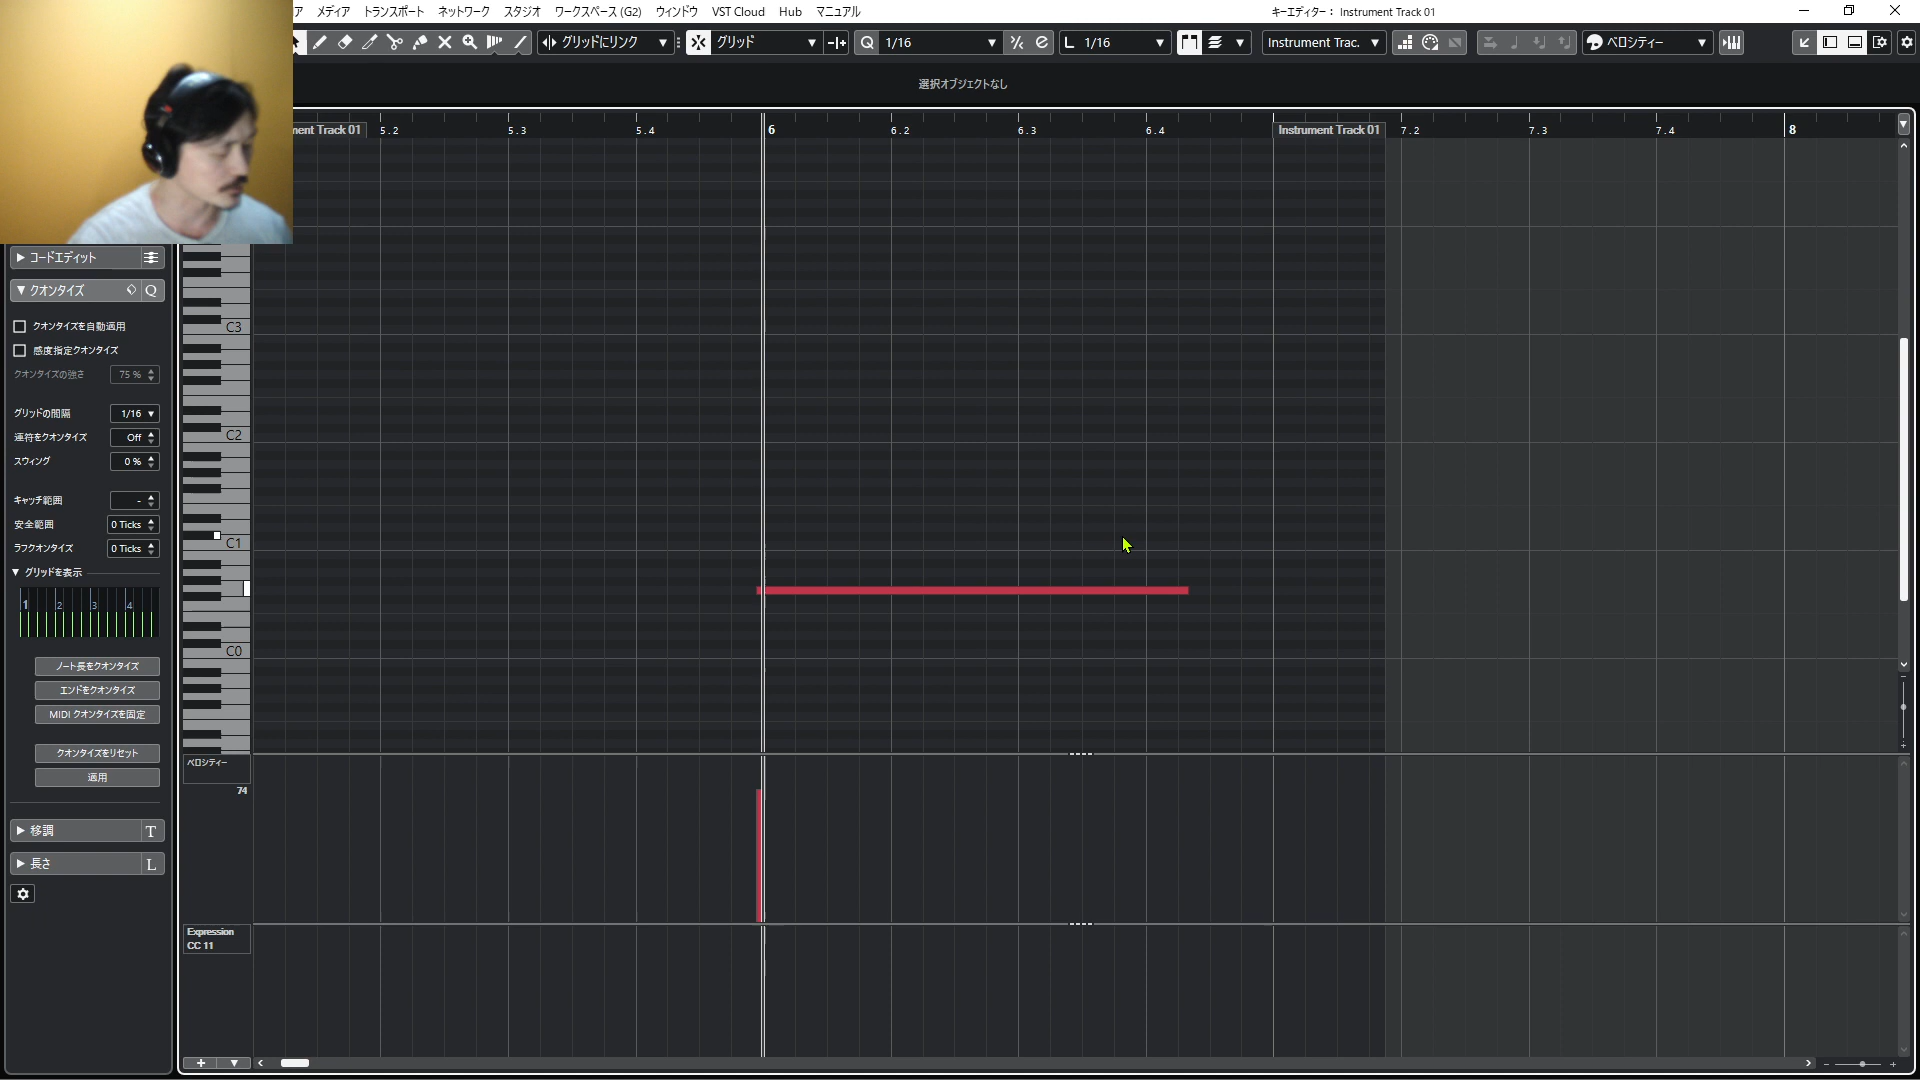 ア メディア トランスポート ネットワーク スタジオ ワークスペース (G2) ウィンドウ VST Cloud Hub マニュアル
キーエディター： Instrument Track 01
グリッドにリンク グリッド Q 1/16 L 1/16 Instrument Trac. ベロシティー
選択オブジェクトなし
ment Track 01 5.2 5.3 5.4 6 6.2 6.3 6.4 Instrument Track 01 7.2 7.3 7.4 8
コードエディット
クオンタイズ Q
クオンタイズを自動適用
感度指定クオンタイズ
クオンタイズの強さ 75 %
グリッドの間隔 1/16
連符をクオンタイズ Off
スウィング 0 %
キャッチ範囲 -
安全範囲 0 Ticks
ラフクオンタイズ 0 Ticks
グリッドを表示
1 2 3 4
ノート長をクオンタイズ
エンドをクオンタイズ
MIDI クオンタイズを固定
クオンタイズをリセット
適用
移調 T
長さ L
C3
C2
C1
C0
ベロシティー
74
Expression
CC 11